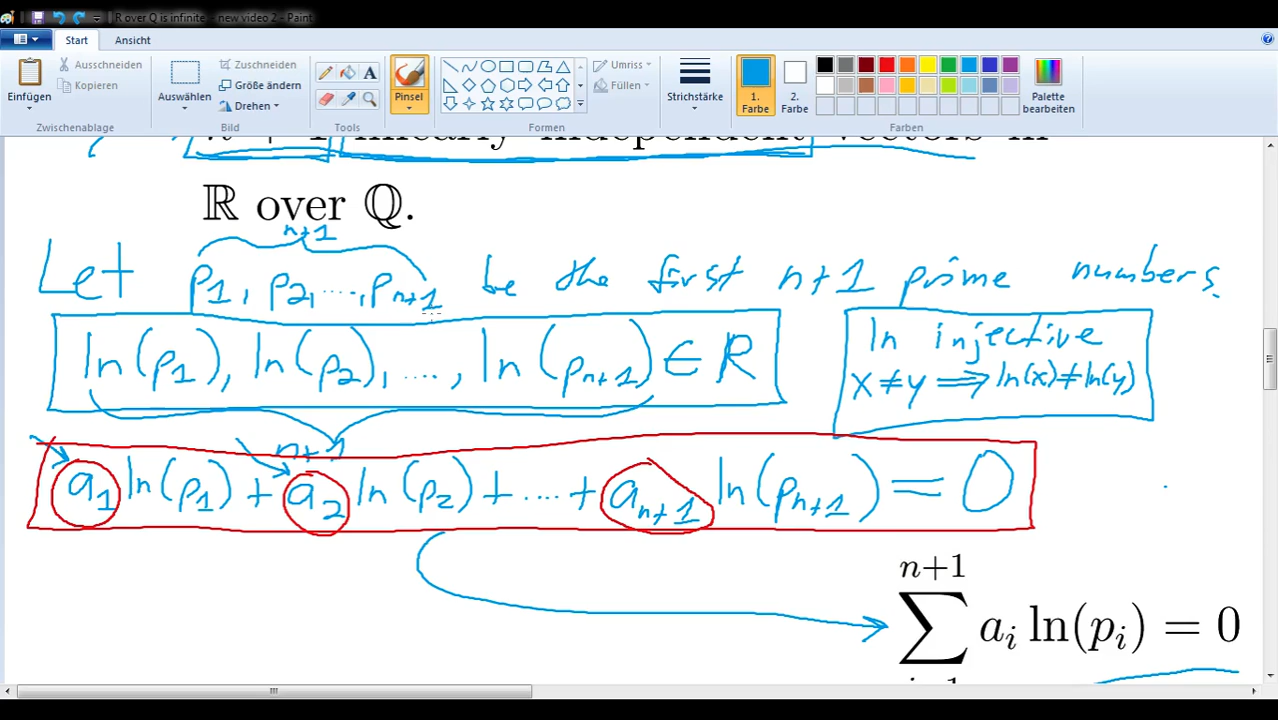 R over Q is infinite - new video 2 - Paint
Start Ansicht
Einfügen Ausschneiden Kopieren Auswählen Zuschneiden Größe ändern Drehen Pinsel Umriss Füllen Strichstärke 1. Farbe 2. Farbe Palette bearbeiten
Zwischenablage Bild Tools Formen Farben
linearly independent vectors in
ℝ over ℚ.
n+1
Let p₁, p₂, ...., pₙ₊₁ be the first n+1 prime numbers.
ln(p₁), ln(p₂), ...., ln(pₙ₊₁) ∈ ℝ
ln injective
x ≠ y ⟹ ln(x) ≠ ln(y)
n+1
a₁ ln(p₁) + a₂ ln(p₂) + .... + aₙ₊₁ ln(pₙ₊₁) = 0
n+1
∑ aᵢ ln(pᵢ) = 0